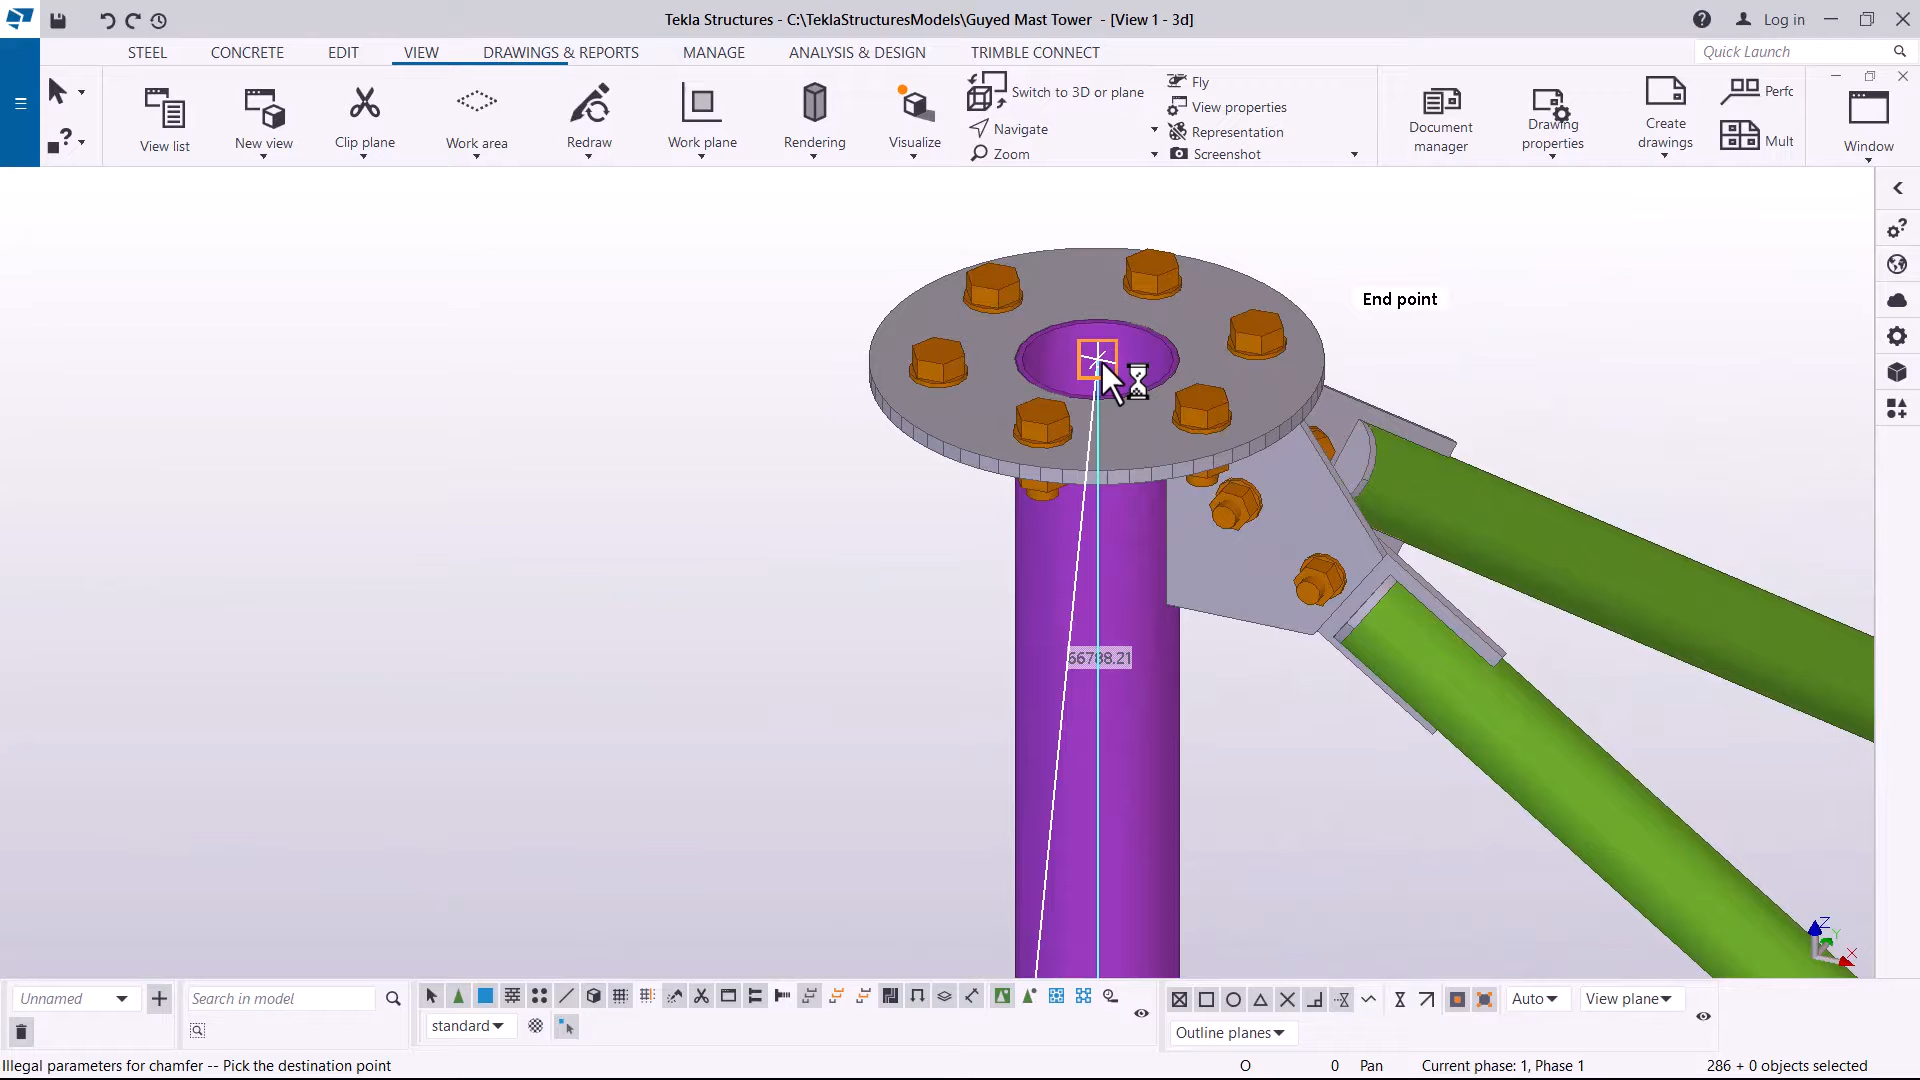 Tekla Structures - C:\TeklaStructuresModels\Guyed Mast Tower - [View 1 - 3d]
Log in
STEEL
CONCRETE
EDIT
VIEW
DRAWINGS & REPORTS
MANAGE
ANALYSIS & DESIGN
TRIMBLE CONNECT
Quick Launch
View list
New view
Clip plane
Work area
Redraw
Work plane
Rendering
Visualize
Switch to 3D or plane
Navigate
Zoom
Fly
View properties
Representation
Screenshot
Document
manager
Drawing
properties
Create
drawings
Perfc
Mult
Window
End point
66788.21
Z
Y
X
Unnamed
Search in model
standard
Auto
View plane
Outline planes
Illegal parameters for chamfer -- Pick the destination point
O
0
Pan
Current phase: 1, Phase 1
286 + 0 objects selected